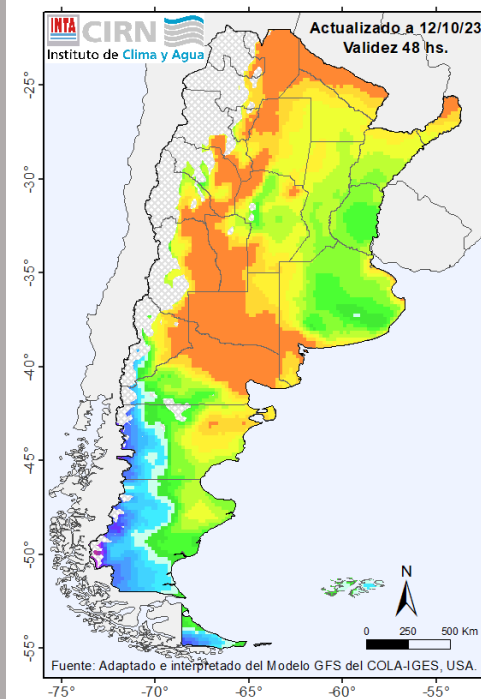 INTA CIRN
Instituto de Clima y Agua
Actualizado a 12/10/23
Validez 48 hs.
-25°
-30°
-35°
-40°
-45°
-50°
-55°
N
0 250 500 Km
Fuente: Adaptado e interpretado del Modelo GFS del COLA-IGES, USA.
-75° -70° -65° -60° -55°